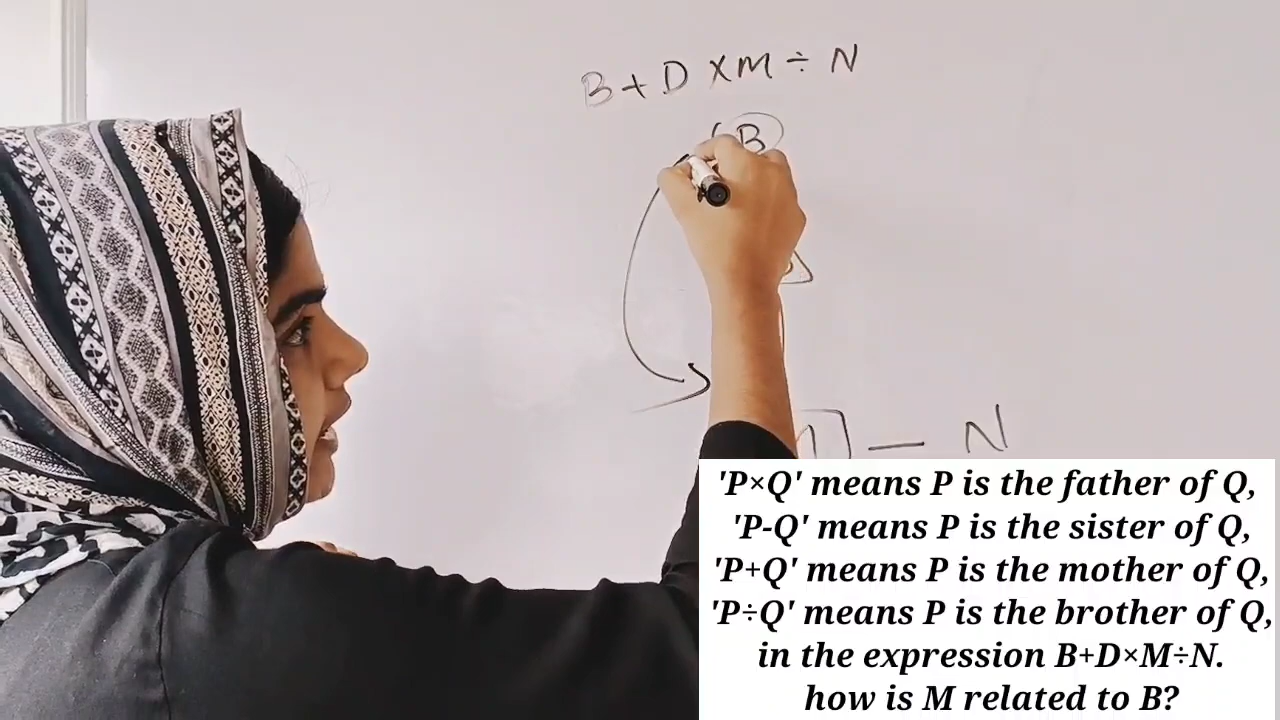 B + D × M ÷ N
B
— N
'P×Q' means P is the father of Q,
'P-Q' means P is the sister of Q,
'P+Q' means P is the mother of Q,
'P÷Q' means P is the brother of Q,
in the expression B+D×M÷N.
how is M related to B?